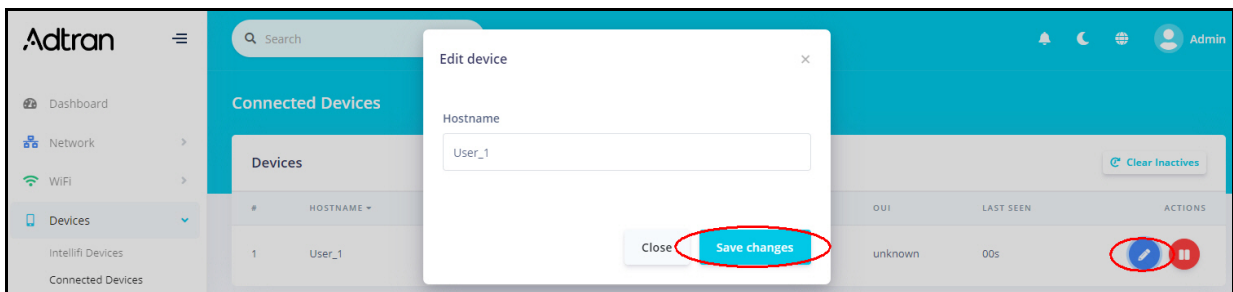 Adtran
Search
Admin
Edit device
Dashboard
Connected Devices
Network
Hostname
User_1
Devices
Clear Inactives
WiFi
# HOSTNAME OUI LAST SEEN ACTIONS
Devices
Close Save changes
Intellifi Devices
1 User_1 unknown 00s
Connected Devices